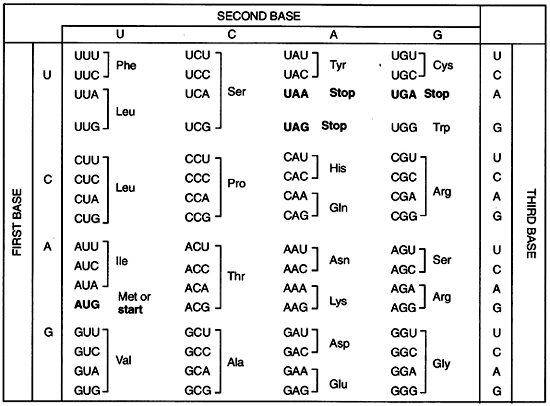 SECOND BASE
U C A G
FIRST BASE
THIRD BASE
U
UUU UCU UAU UGU U
Phe Tyr Cys
UUC UCC UAC UGC C
Ser
UUA UCA UAA Stop UGA Stop A
Leu
UUG UCG UAG Stop UGG Trp G
C
CUU CCU CAU CGU U
His
CUC CCC CAC CGC C
Leu Pro Arg
CUA CCA CAA CGA A
Gln
CUG CCG CAG CGG G
A
AUU ACU AAU AGU U
Ile Asn Ser
AUC ACC AAC AGC C
Thr
AUA ACA AAA AGA A
Met or Lys Arg
AUG start ACG AAG AGG G
G
GUU GCU GAU GGU U
Asp
GUC GCC GAC GGC C
Val Ala Gly
GUA GCA GAA GGA A
Glu
GUG GCG GAG GGG G